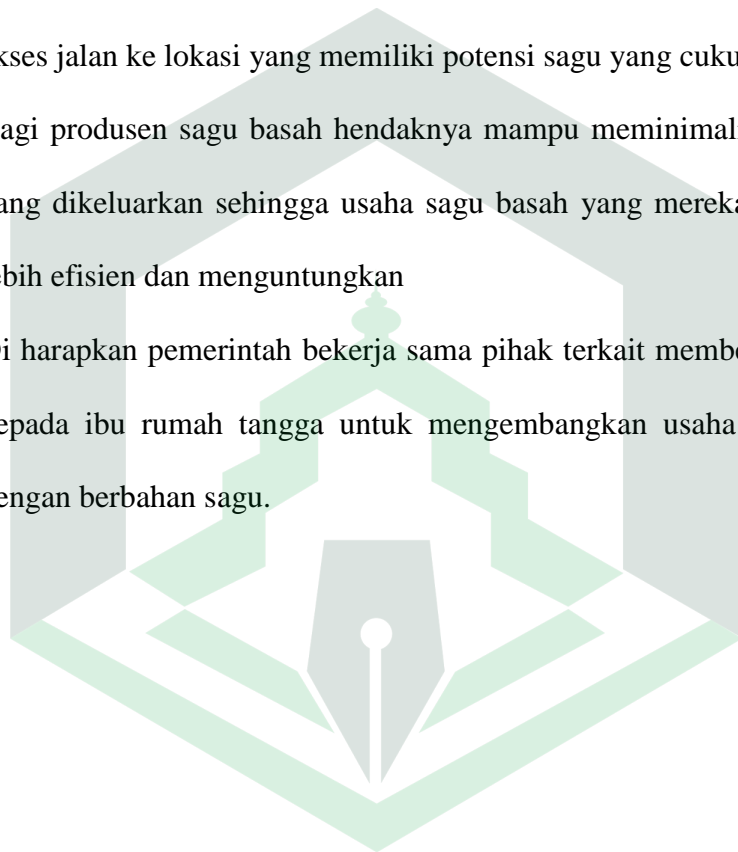 kses jalan ke lokasi yang memiliki potensi sagu yang cuku
agi produsen sagu basah hendaknya mampu meminimal
ang dikeluarkan sehingga usaha sagu basah yang mereka
ebih efisien dan menguntungkan
i harapkan pemerintah bekerja sama pihak terkait membe
epada ibu rumah tangga untuk mengembangkan usaha
engan berbahan sagu.